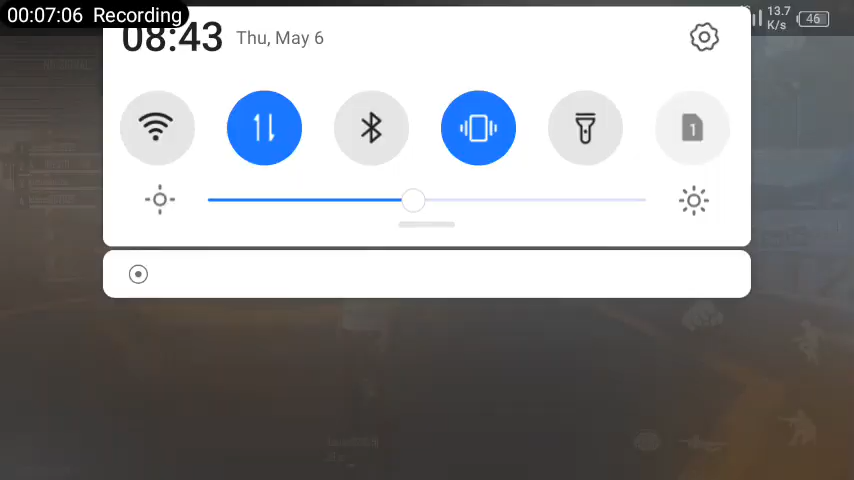 00:07:06 Recording
08:43 Thu, May 6
13.7
K/s
46
1